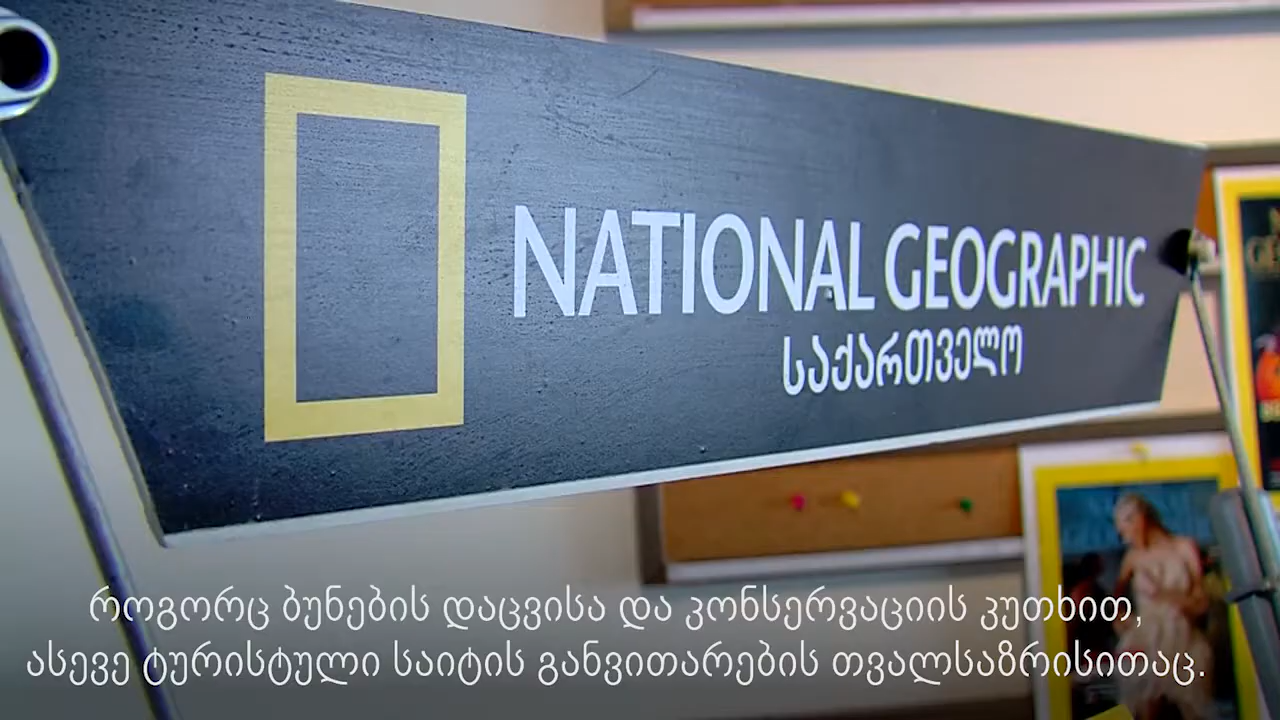 NATIONAL GEOGRAPHIC
საქართველო
როგორც ბუნების დაცვისა და კონსერვაციის კუთხით,
ასევე ტურისტული საიტის განვითარების თვალსაზრისითაც.